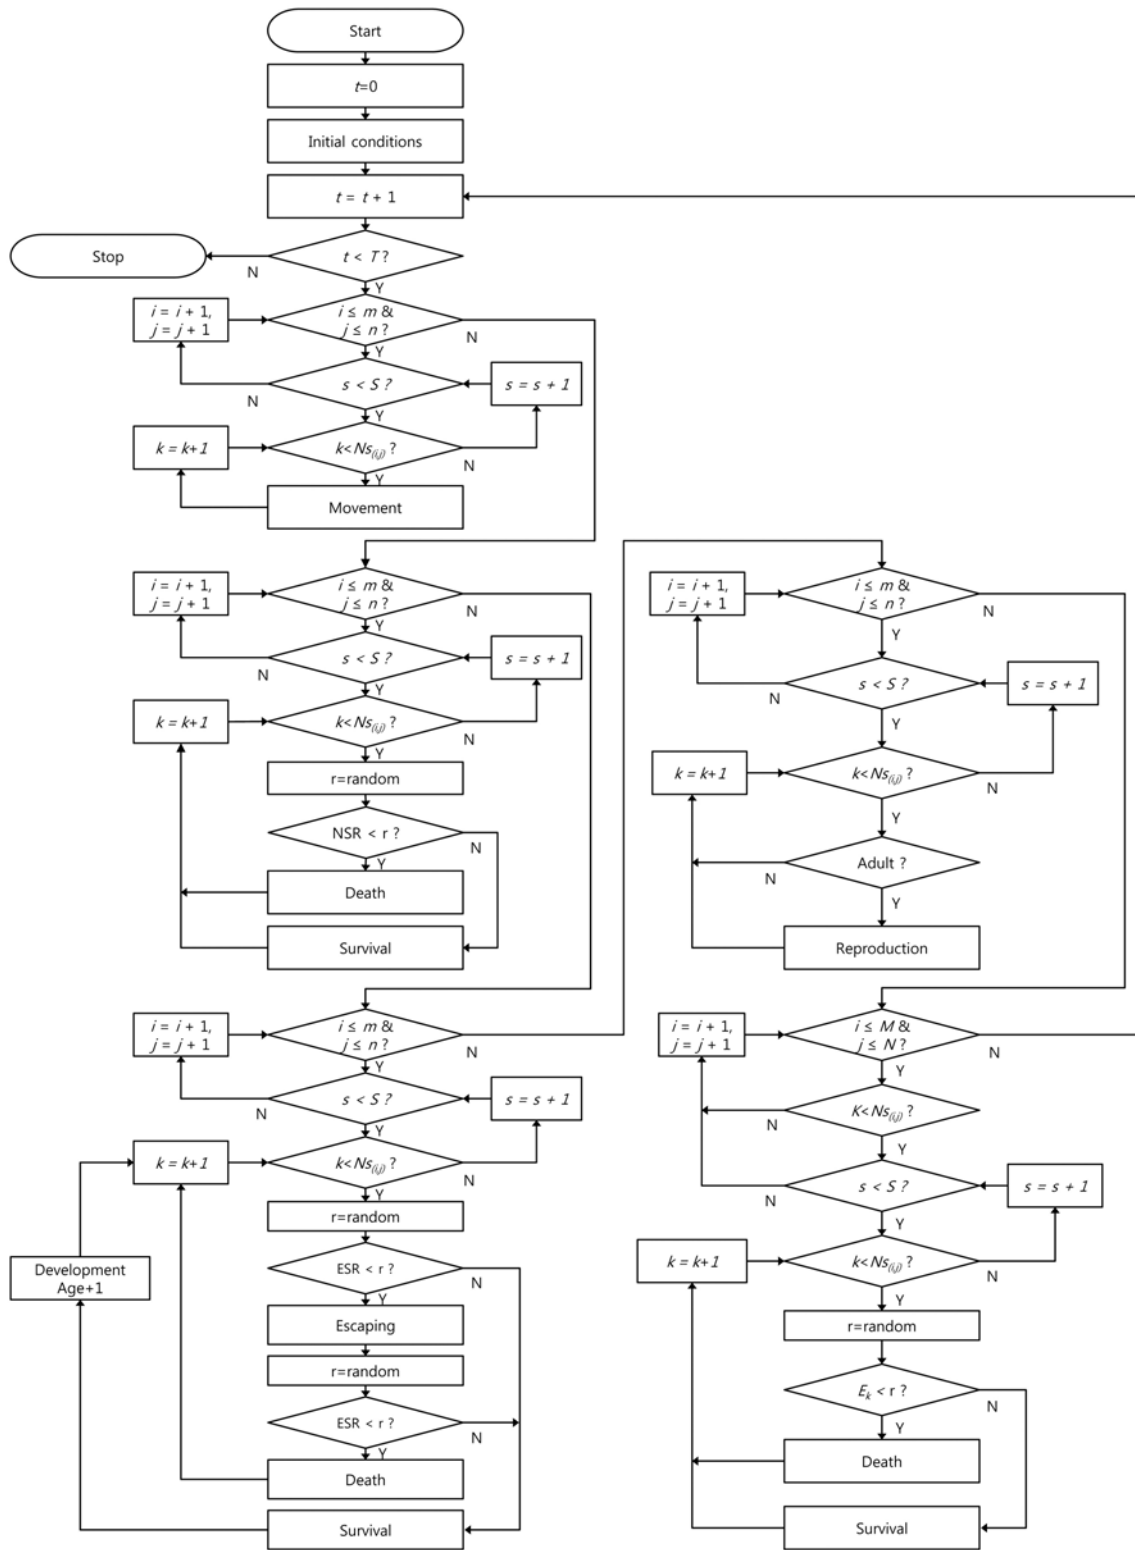 Start
t=0
Initial conditions
t = t + 1
t < T ?
N
Stop
Y
i = i + 1,
j = j + 1
i ≤ m &
j ≤ n ?
N
Y
s < S ?
N
s = s + 1
Y
k = k+1
k< Ns(i,j) ?
N
Y
Movement
i = i + 1,
j = j + 1
i ≤ m &
j ≤ n ?
N
Y
s < S ?
N
s = s + 1
Y
k = k+1
k< Ns(i,j) ?
N
Y
r=random
NSR < r ?
N
Y
Death
Survival
i = i + 1,
j = j + 1
i ≤ m &
j ≤ n ?
N
Y
s < S ?
N
s = s + 1
Y
k = k+1
k< Ns(i,j) ?
N
Y
r=random
Development
Age+1
ESR < r ?
N
Y
Escaping
r=random
ESR < r ?
N
Y
Death
Survival
i = i + 1,
j = j + 1
i ≤ m &
j ≤ n ?
N
Y
s < S ?
N
s = s + 1
Y
k = k+1
k< Ns(i,j) ?
N
Y
Adult ?
N
Y
Reproduction
i = i + 1,
j = j + 1
i ≤ M &
j ≤ N ?
N
Y
K< Ns(i,j) ?
N
Y
s < S ?
N
s = s + 1
Y
k = k+1
k< Ns(i,j) ?
N
Y
r=random
Ek < r ?
N
Y
Death
Survival